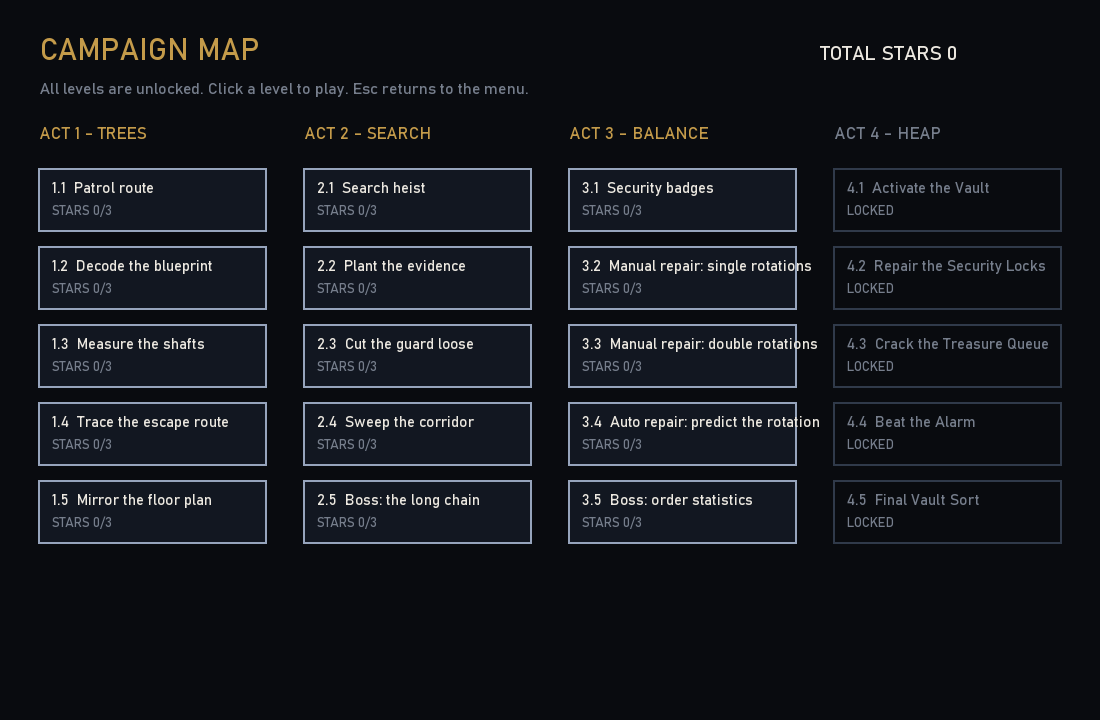 CAMPAIGN MAP
TOTAL STARS 0
All levels are unlocked. Click a level to play. Esc returns to the menu.
ACT 1 - TREES
1.1 Patrol route
STARS 0/3
1.2 Decode the blueprint
STARS 0/3
1.3 Measure the shafts
STARS 0/3
1.4 Trace the escape route
STARS 0/3
1.5 Mirror the floor plan
STARS 0/3
ACT 2 - SEARCH
2.1 Search heist
STARS 0/3
2.2 Plant the evidence
STARS 0/3
2.3 Cut the guard loose
STARS 0/3
2.4 Sweep the corridor
STARS 0/3
2.5 Boss: the long chain
STARS 0/3
ACT 3 - BALANCE
3.1 Security badges
STARS 0/3
3.2 Manual repair: single rotations
STARS 0/3
3.3 Manual repair: double rotations
STARS 0/3
3.4 Auto repair: predict the rotation
STARS 0/3
3.5 Boss: order statistics
STARS 0/3
ACT 4 - HEAP
4.1 Activate the Vault
LOCKED
4.2 Repair the Security Locks
LOCKED
4.3 Crack the Treasure Queue
LOCKED
4.4 Beat the Alarm
LOCKED
4.5 Final Vault Sort
LOCKED